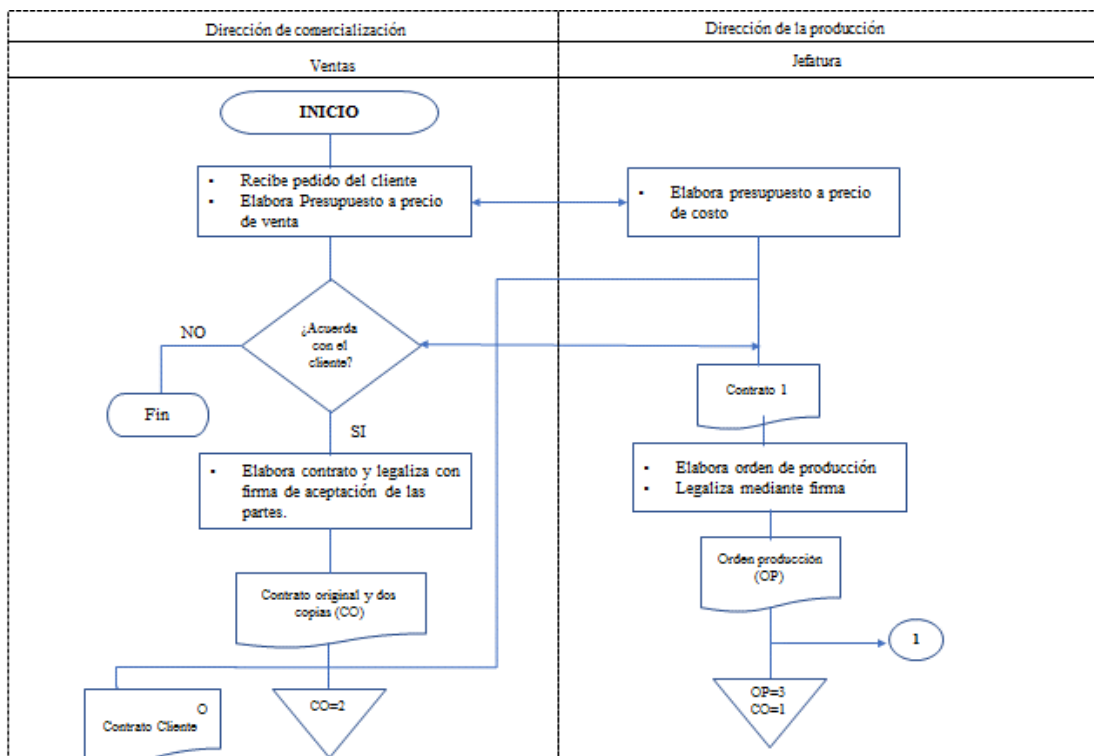 Dirección de comercialización
Dirección de la producción
Ventas
Jefatura
INICIO
▪ Recibe pedido del cliente
▪ Elabora Presupuesto a precio
de venta
▪ Elabora presupuesto a precio
de costo
¿Acuerda
con el
cliente?
NO
Fin
SI
Contrato 1
▪ Elabora contrato y legaliza con
firma de aceptación de las
partes.
▪ Elabora orden de producción
▪ Legaliza mediante firma
Orden producción
(OP)
Contrato original y dos
copias (CO)
1
O
Contrato Cliente
CO=2
OP=3
CO=1